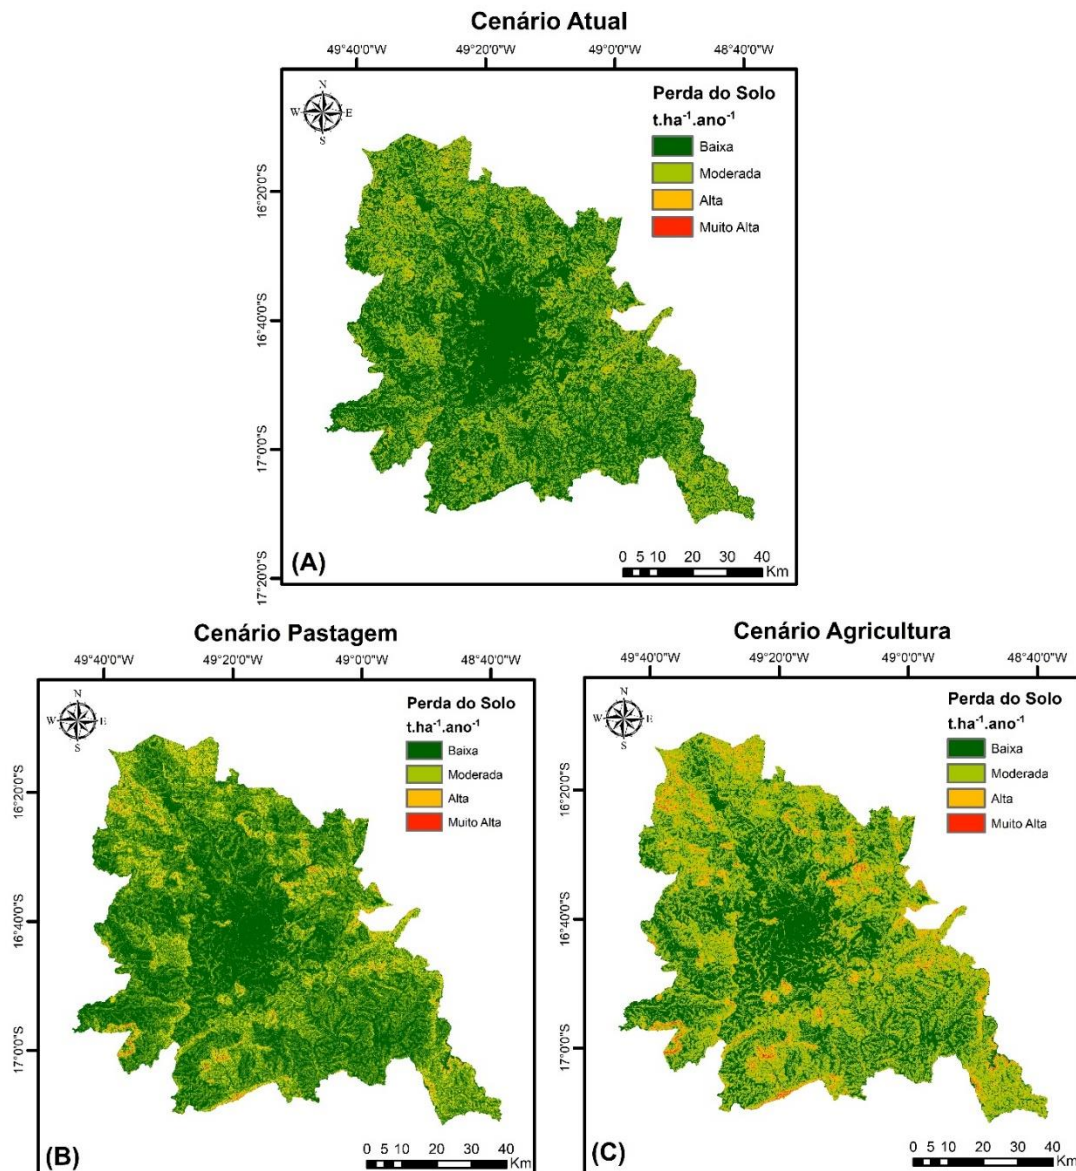 Cenário Atual
49°40'0"W 49°20'0"W 49°0'0"W 48°40'0"W
N
W E
S
Perda do Solo
t.ha⁻¹.ano⁻¹
Baixa
Moderada
Alta
Muito Alta
16°20'0"S
16°40'0"S
17°0'0"S
17°20'0"S
(A)
0 5 10 20 30 40
Km
Cenário Pastagem
49°40'0"W 49°20'0"W 49°0'0"W 48°40'0"W
N
W E
S
Perda do Solo
t.ha⁻¹.ano⁻¹
Baixa
Moderada
Alta
Muito Alta
16°20'0"S
16°40'0"S
17°0'0"S
(B)
0 5 10 20 30 40
Km
Cenário Agricultura
49°40'0"W 49°20'0"W 49°0'0"W 48°40'0"W
N
W E
S
Perda do Solo
t.ha⁻¹.ano⁻¹
Baixa
Moderada
Alta
Muito Alta
16°20'0"S
16°40'0"S
17°0'0"S
(C)
0 5 10 20 30 40
Km